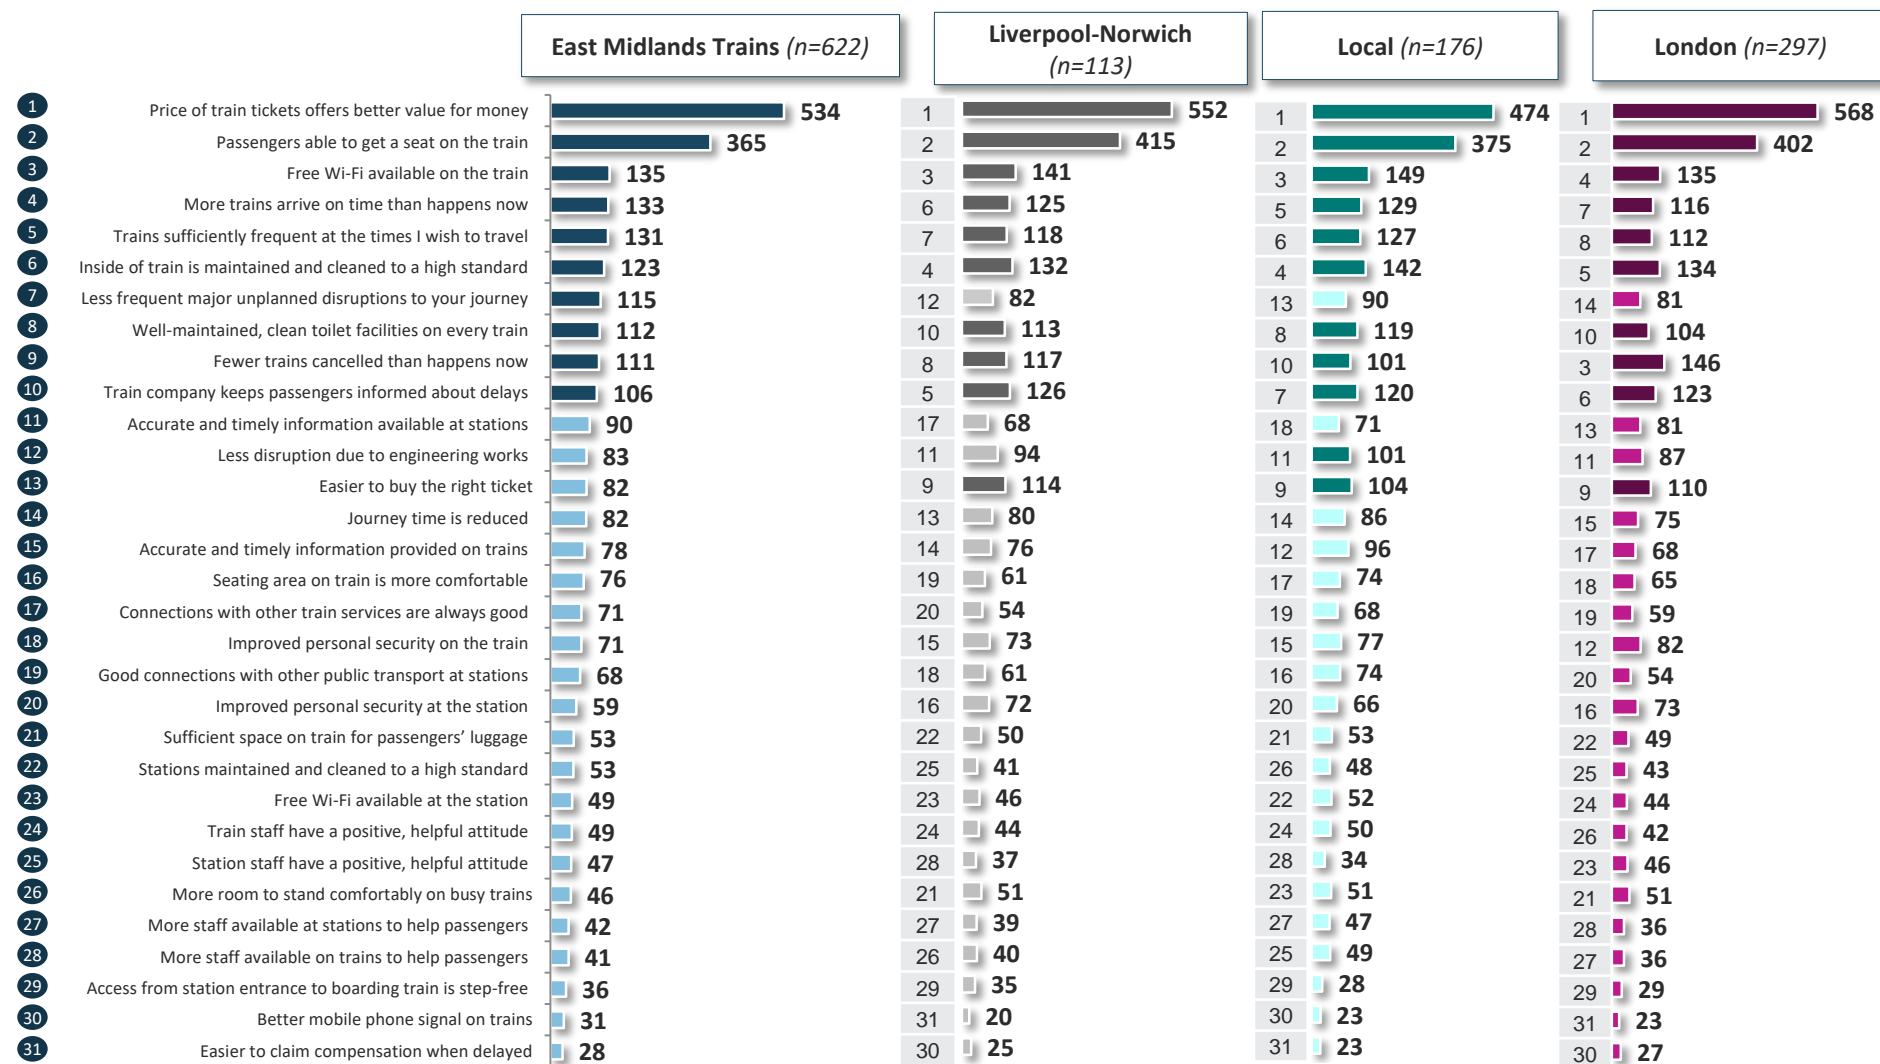 East Midlands Trains (n=622)
Liverpool-Norwich
(n=113)
Local (n=176)
London (n=297)
1 Price of train tickets offers better value for money 534 1 552 1 474 1 568
2 Passengers able to get a seat on the train 365 2 415 2 375 2 402
3 Free Wi-Fi available on the train 135 3 141 3 149 4 135
4 More trains arrive on time than happens now 133 6 125 5 129 7 116
5 Trains sufficiently frequent at the times I wish to travel 131 7 118 6 127 8 112
6 Inside of train is maintained and cleaned to a high standard 123 4 132 4 142 5 134
7 Less frequent major unplanned disruptions to your journey 115 12 82 13 90 14 81
8 Well-maintained, clean toilet facilities on every train 112 10 113 8 119 10 104
9 Fewer trains cancelled than happens now 111 8 117 10 101 3 146
10 Train company keeps passengers informed about delays 106 5 126 7 120 6 123
11 Accurate and timely information available at stations 90 17 68 18 71 13 81
12 Less disruption due to engineering works 83 11 94 11 101 11 87
13 Easier to buy the right ticket 82 9 114 9 104 9 110
14 Journey time is reduced 82 13 80 14 86 15 75
15 Accurate and timely information provided on trains 78 14 76 12 96 17 68
16 Seating area on train is more comfortable 76 19 61 17 74 18 65
17 Connections with other train services are always good 71 20 54 19 68 19 59
18 Improved personal security on the train 71 15 73 15 77 12 82
19 Good connections with other public transport at stations 68 18 61 16 74 20 54
20 Improved personal security at the station 59 16 72 20 66 16 73
21 Sufficient space on train for passengers’ luggage 53 22 50 21 53 22 49
22 Stations maintained and cleaned to a high standard 53 25 41 26 48 25 43
23 Free Wi-Fi available at the station 49 23 46 22 52 24 44
24 Train staff have a positive, helpful attitude 49 24 44 24 50 26 42
25 Station staff have a positive, helpful attitude 47 28 37 28 34 23 46
26 More room to stand comfortably on busy trains 46 21 51 23 51 21 51
27 More staff available at stations to help passengers 42 27 39 27 47 28 36
28 More staff available on trains to help passengers 41 26 40 25 49 27 36
29 Access from station entrance to boarding train is step-free 36 29 35 29 28 29 29
30 Better mobile phone signal on trains 31 31 20 30 23 31 23
31 Easier to claim compensation when delayed 28 30 25 31 23 30 27